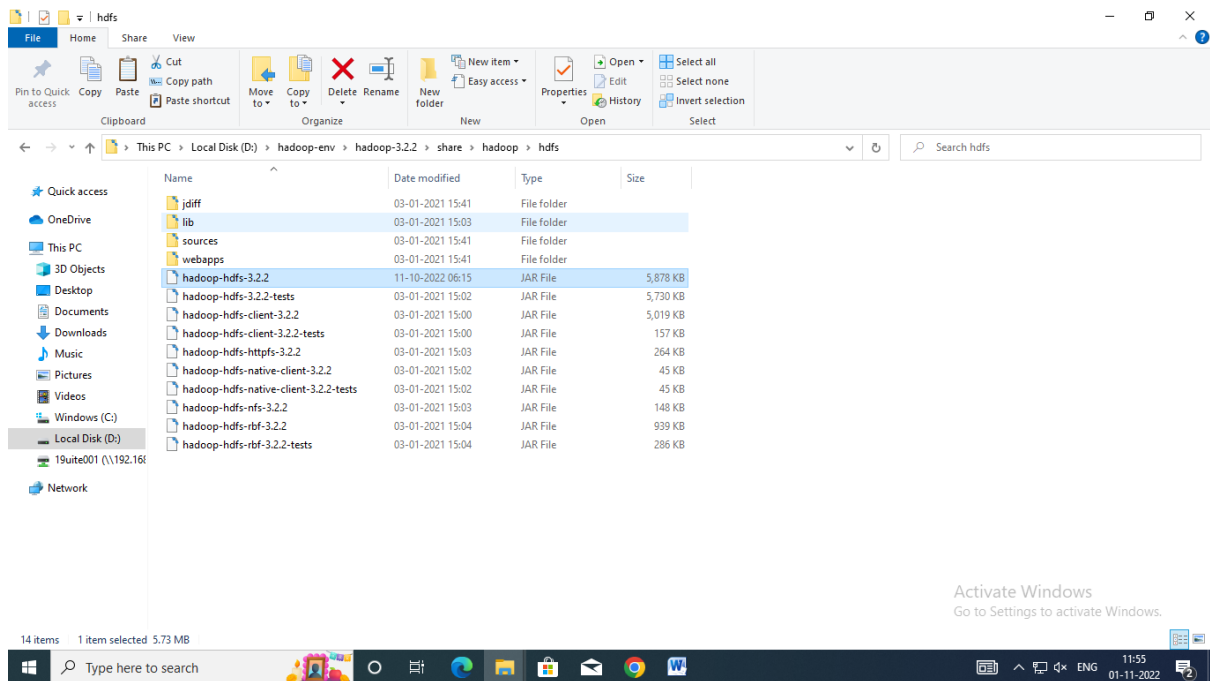 hdfs
File Home Share View
Pin to Quick access
Copy
Paste
Cut
Copy path
Paste shortcut
Clipboard
Move to
Copy to
Delete
Rename
Organize
New folder
New item
Easy access
New
Properties
Open
Edit
History
Open
Select all
Select none
Invert selection
Select
This PC > Local Disk (D:) > hadoop-env > hadoop-3.2.2 > share > hadoop > hdfs
Search hdfs
Quick access
OneDrive
This PC
3D Objects
Desktop
Documents
Downloads
Music
Pictures
Videos
Windows (C:)
Local Disk (D:)
19uite001 (\\192.168
Network
Name Date modified Type Size
jdiff 03-01-2021 15:41 File folder
lib 03-01-2021 15:03 File folder
sources 03-01-2021 15:41 File folder
webapps 03-01-2021 15:41 File folder
hadoop-hdfs-3.2.2 11-10-2022 06:15 JAR File 5,878 KB
hadoop-hdfs-3.2.2-tests 03-01-2021 15:02 JAR File 5,730 KB
hadoop-hdfs-client-3.2.2 03-01-2021 15:00 JAR File 5,019 KB
hadoop-hdfs-client-3.2.2-tests 03-01-2021 15:00 JAR File 157 KB
hadoop-hdfs-httpfs-3.2.2 03-01-2021 15:03 JAR File 264 KB
hadoop-hdfs-native-client-3.2.2 03-01-2021 15:02 JAR File 45 KB
hadoop-hdfs-native-client-3.2.2-tests 03-01-2021 15:02 JAR File 45 KB
hadoop-hdfs-nfs-3.2.2 03-01-2021 15:03 JAR File 148 KB
hadoop-hdfs-rbf-3.2.2 03-01-2021 15:04 JAR File 939 KB
hadoop-hdfs-rbf-3.2.2-tests 03-01-2021 15:04 JAR File 286 KB
Activate Windows
Go to Settings to activate Windows.
14 items 1 item selected 5.73 MB
Type here to search
ENG
11:55
01-11-2022
2